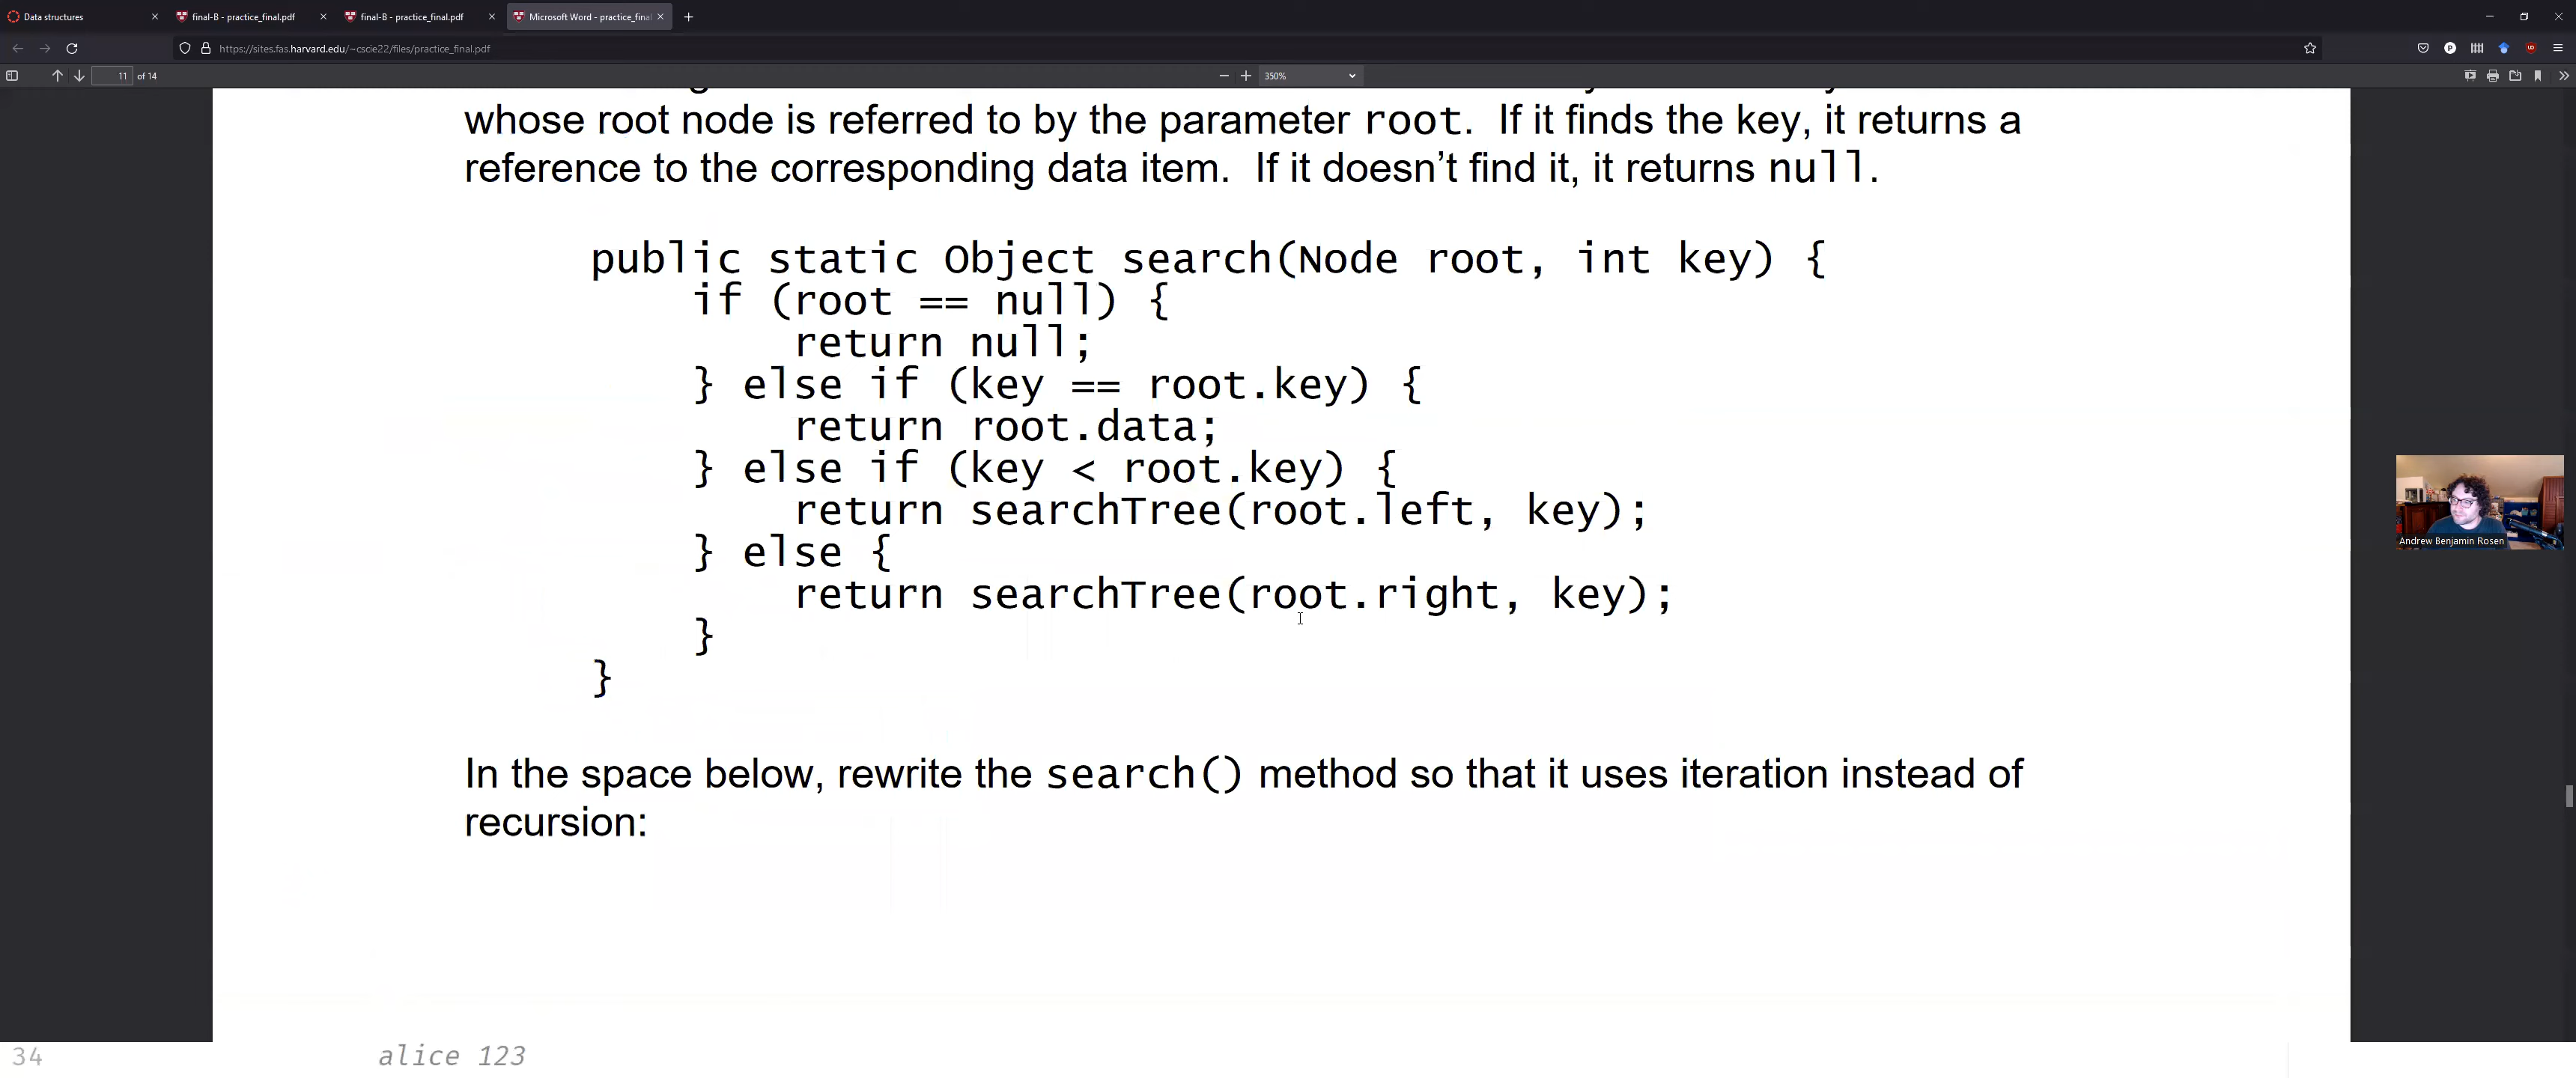 Data structures
final-B - practice_final.pdf
final-B - practice_final.pdf
Microsoft Word - practice_final
https://sites.fas.harvard.edu/~cscie22/files/practice_final.pdf
11 of 14
350%
whose root node is referred to by the parameter root. If it finds the key, it returns a
reference to the corresponding data item. If it doesn't find it, it returns null.
public static Object search(Node root, int key) {
if (root == null) {
return null;
} else if (key == root.key) {
return root.data;
} else if (key < root.key) {
return searchTree(root.left, key);
} else {
return searchTree(root.right, key);
}
}
Andrew Benjamin Rosen
In the space below, rewrite the search() method so that it uses iteration instead of
recursion:
34 alice 123